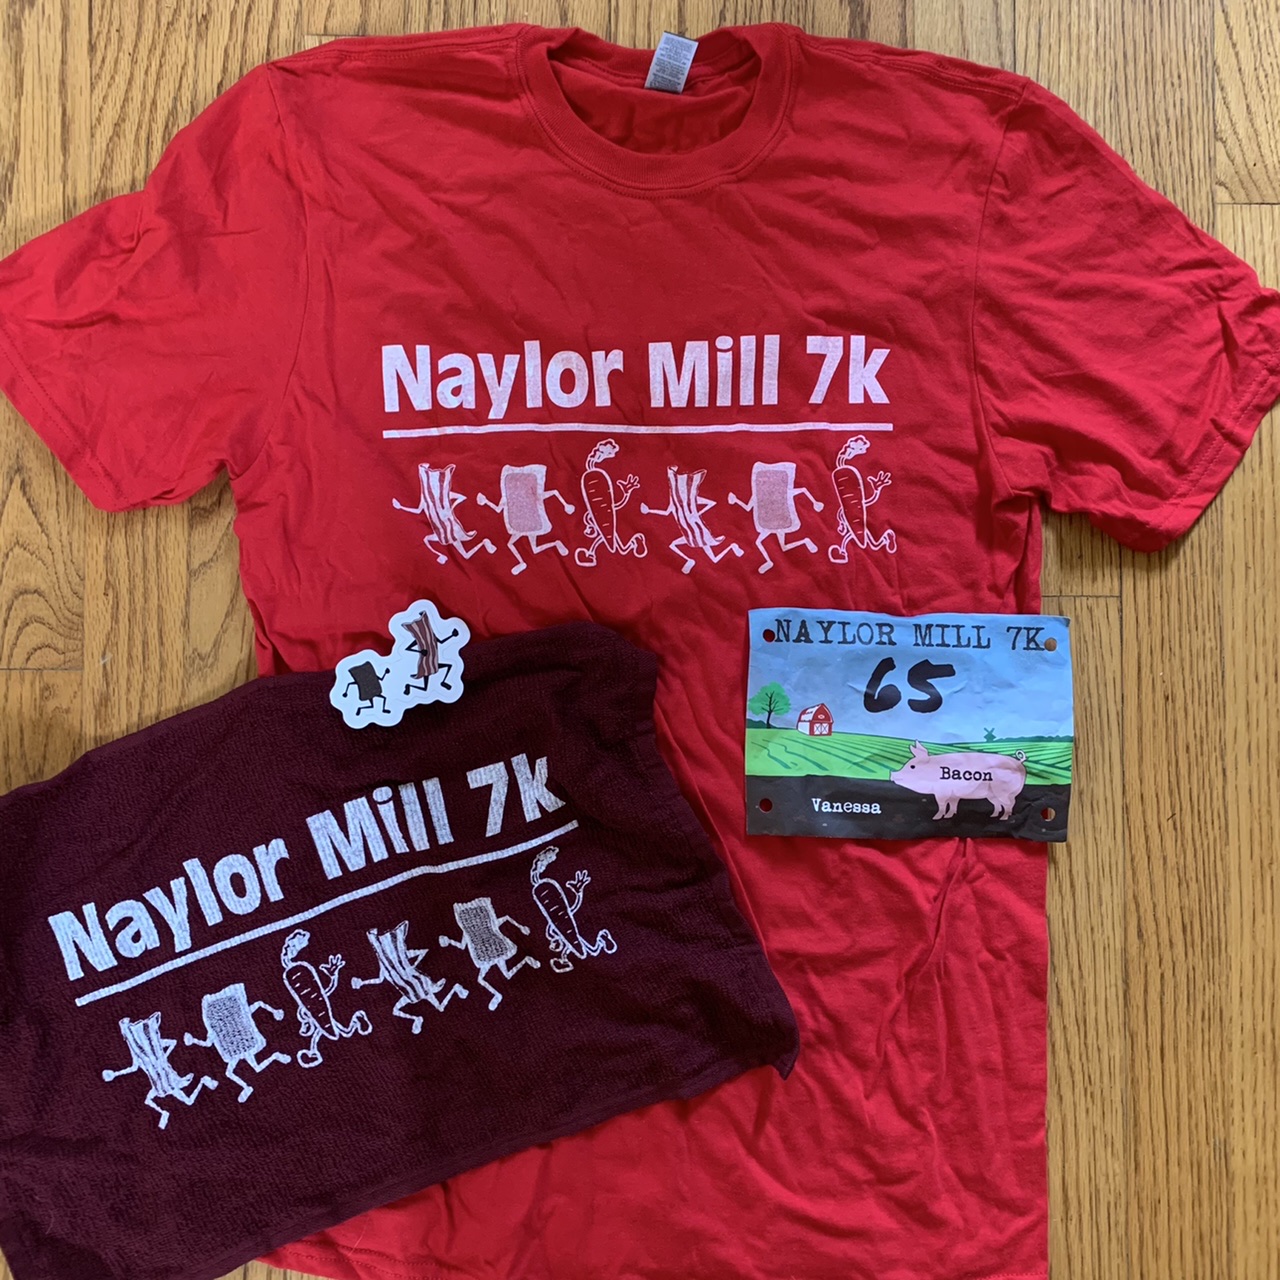 Naylor Mill 7k
NAYLOR MILL 7K
65
Bacon
Vanessa
Naylor Mill 7k